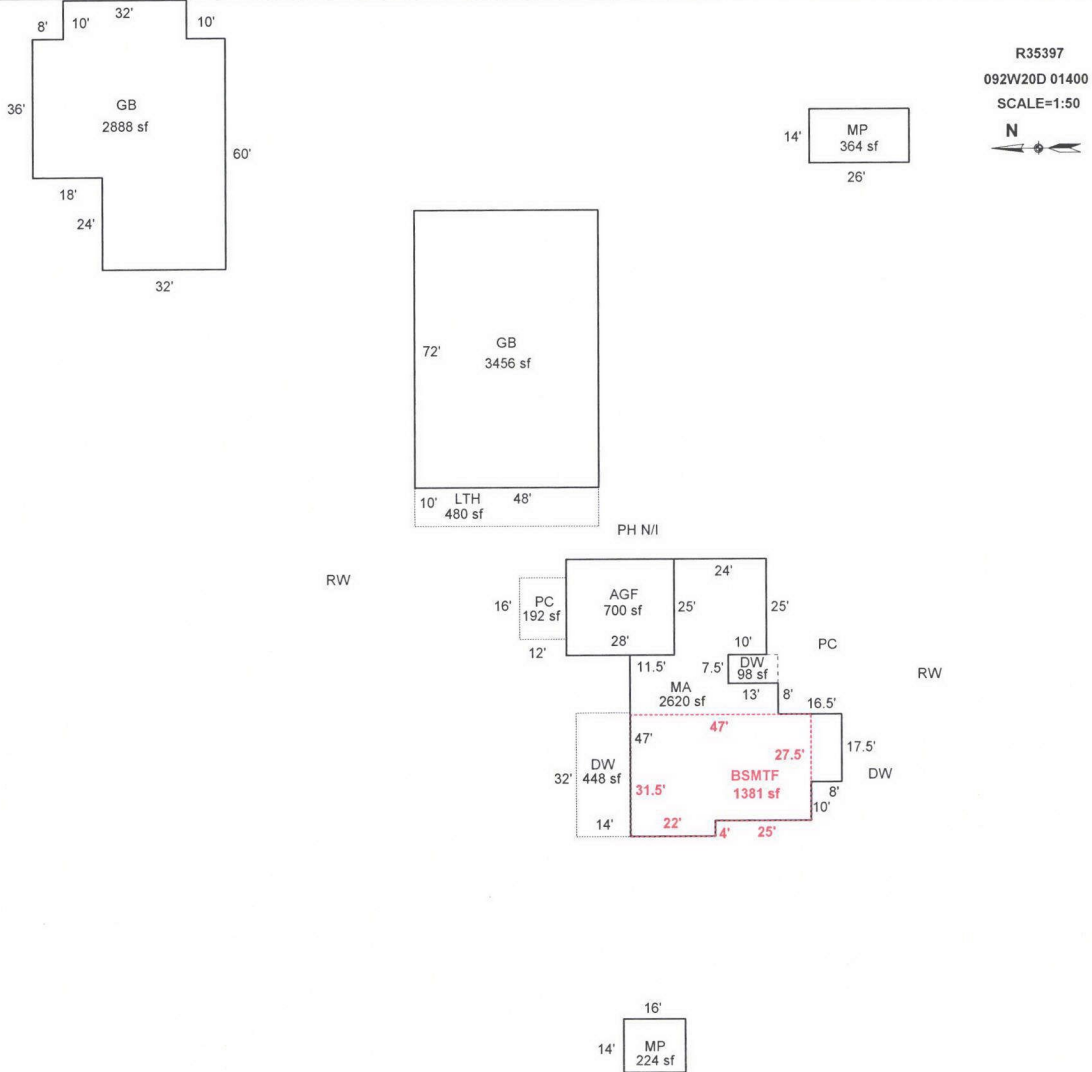 32'
8'
10'
10'
36'
GB
2888 sf
60'
18'
24'
32'
R35397
092W20D 01400
SCALE=1:50
N
14'
MP
364 sf
26'
72'
GB
3456 sf
10'
LTH
48'
480 sf
PH N/I
RW
16'
PC
192 sf
12'
AGF
700 sf
28'
25'
24'
25'
10'
11.5'
7.5'
DW
98 sf
PC
RW
MA
2620 sf
13'
8'
16.5'
47'
47'
27.5'
17.5'
DW
448 sf
32'
31.5'
BSMTF
1381 sf
DW
8'
10'
14'
22'
4'
25'
16'
14'
MP
224 sf